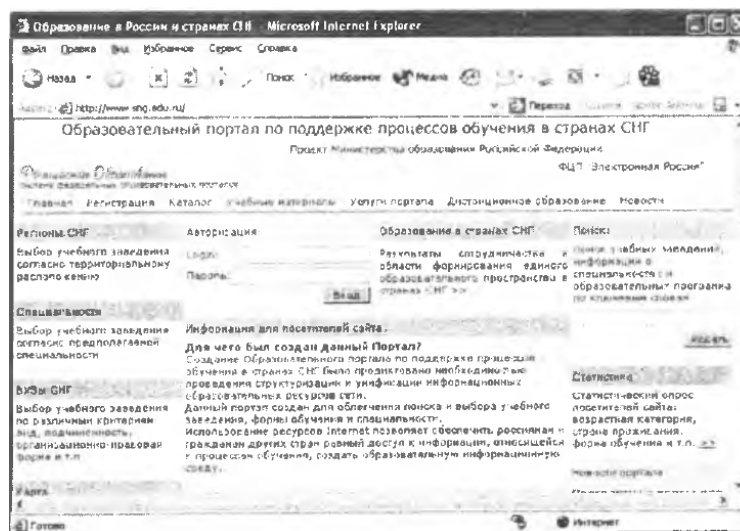 Образование в России и странах СНГ - Microsoft Internet Explorer
Файл Правка Вид Избранное Сервис Справка
Назад Поиск Избранное Медиа
http://www.sng.edu.ru/ Переход
Образовательный портал по поддержке процессов обучения в странах СНГ
Проект Министерства образования Российской Федерации
ФЦП "Электронная Россия"
Российское Образование
система федеральных образовательных порталов
Главная Регистрация Каталог Учебные материалы Услуги портала Дистанционное образование Новости
Регионы СНГ
Выбор учебного заведения
согласно территориальному
расположению
Специальности
Выбор учебного заведения
согласно предполагаемой
специальности
ВУЗы СНГ
Выбор учебного заведения
по различным критериям
вид, подчиненность,
организационно-правовая
форма и т.п.
Карта
Авторизация
Login:
Пароль:
Вход
Образование в странах СНГ
Результаты сотрудничества в
области формирования единого
образовательного пространства в
странах СНГ >>
Информация для посетителей сайта.
Для чего был создан данный Портал?
Создание Образовательного портала по поддержке процессов
обучения в странах СНГ было продиктовано необходимостью
проведения структуризации и унификации информационных
образовательных ресурсов сети.
Данный портал создан для облегчения поиска и выбора учебного
заведения, формы обучения и специальности.
Использование ресурсов Internet позволяет обеспечить россиянам и
гражданам других стран равный доступ к информации, относящейся
к процессам обучения, создать образовательную информационную
среду.
Поиск:
Поиск учебных заведений,
информации о
специальностях и
образовательных программах
по ключевым словам
Искать
Статистика
Статистический опрос
посетителей сайта:
возрастная категория,
страна проживания,
форма обучения и т.п. >>
Новости портала
Готово
Интернет